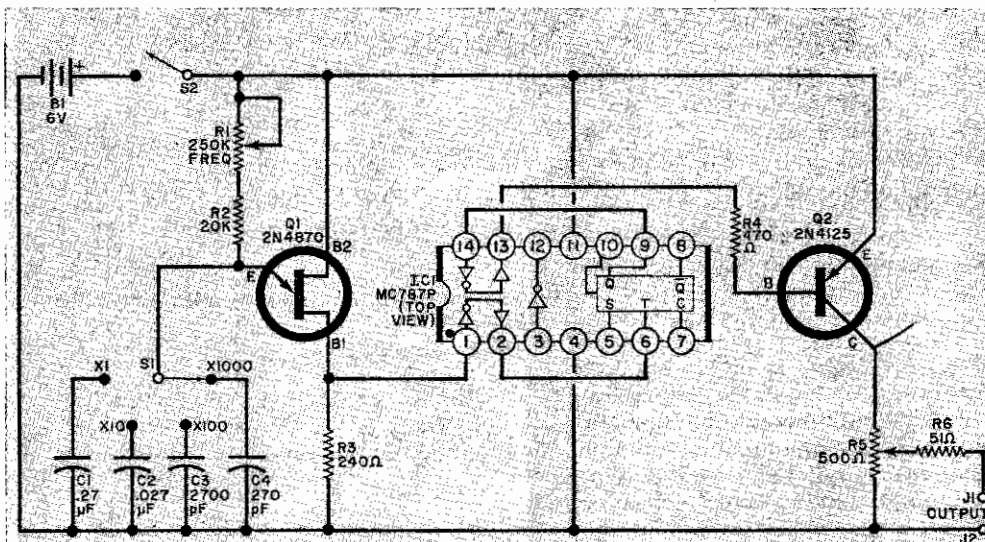 B1
6V
+
S2
R1
250K
FREQ
R2
20K
Q1
2N4870
B2
E
B1
S1
X1
X10
X100
X1000
C1
.27
μF
C2
.027
μF
C3
2700
pF
C4
270
pF
R3
240Ω
I.C.1
MC787P
(TOP
VIEW)
14
13
12
11
10
9
8
Q
Q
S
T
C
1
2
3
4
5
6
7
R4
470
Ω
Q2
2N4125
B
E
C
R5
500Ω
R6
51Ω
J1
OUTPUT
J2